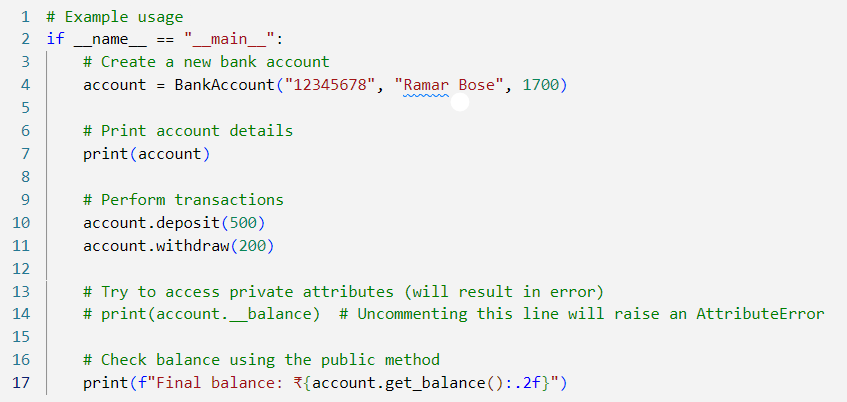 1 # Example usage
2 if __name__ == "__main__":
3     # Create a new bank account
4     account = BankAccount("12345678", "Ramar Bose", 1700)
5
6     # Print account details
7     print(account)
8
9     # Perform transactions
10     account.deposit(500)
11     account.withdraw(200)
12
13     # Try to access private attributes (will result in error)
14     # print(account.__balance)  # Uncommenting this line will raise an AttributeError
15
16     # Check balance using the public method
17     print(f"Final balance: ₹{account.get_balance():.2f}")